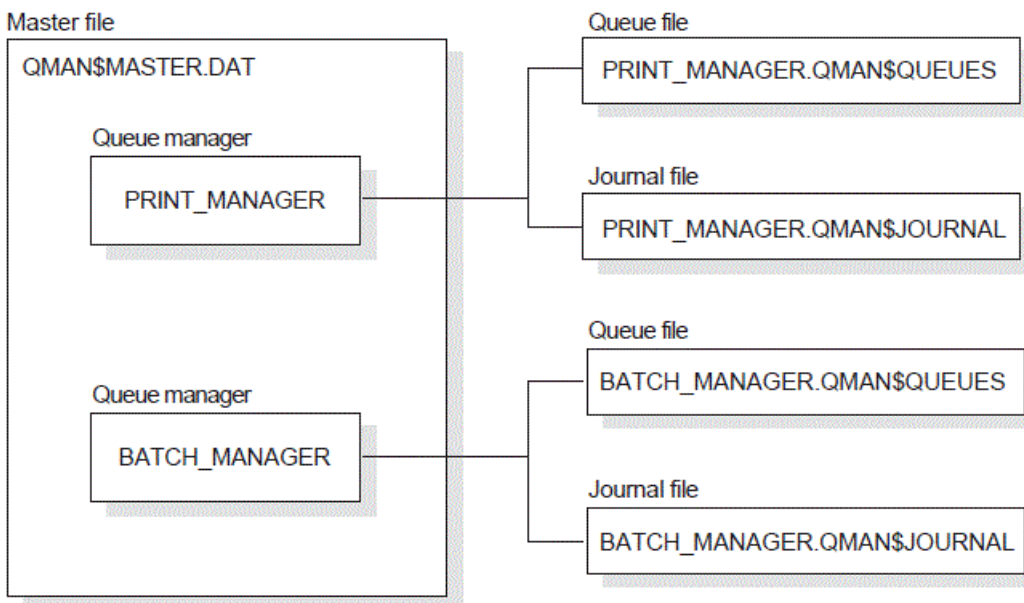 Master file
QMAN$MASTER.DAT
Queue manager
PRINT_MANAGER
Queue manager
BATCH_MANAGER
Queue file
PRINT_MANAGER.QMAN$QUEUES
Journal file
PRINT_MANAGER.QMAN$JOURNAL
Queue file
BATCH_MANAGER.QMAN$QUEUES
Journal file
BATCH_MANAGER.QMAN$JOURNAL